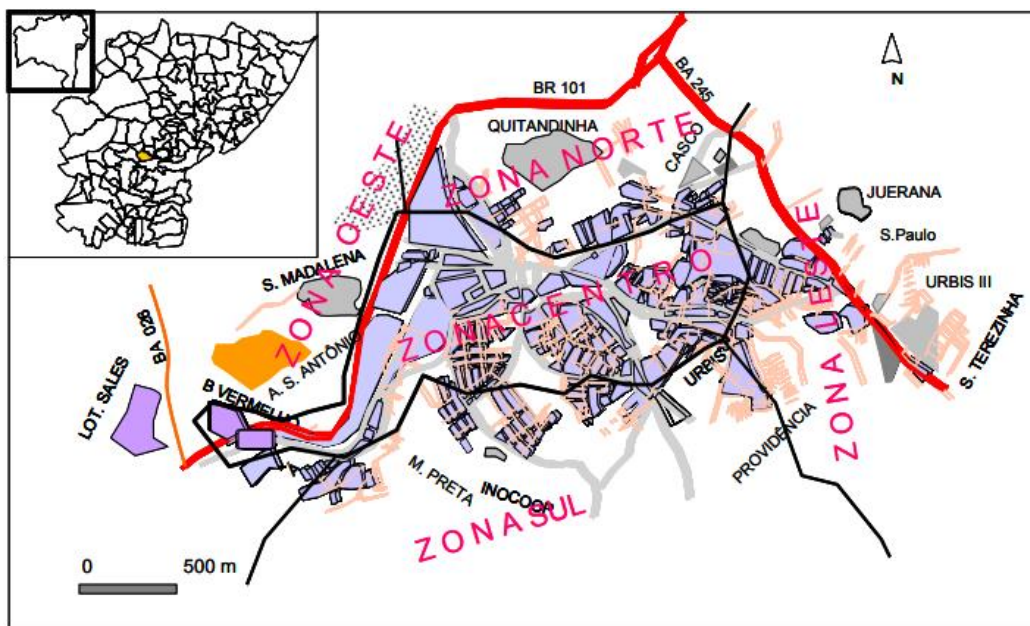 BR 101
BA 245
N
QUITANDINHA
ZONA NORTE
CASCO
ZONA OESTE
JUERANA
S.Paulo
ZONA LESTE
S. MADALENA
URBIS III
ZONA CENTRO
BA 026
A. S. ANTÔNIO
S. TEREZINHA
LOT. SALES
B VERMELHO
URBIS
PROVIDÊNCIA
M. PRETA
INOCOOP
ZONA SUL
0 500 m